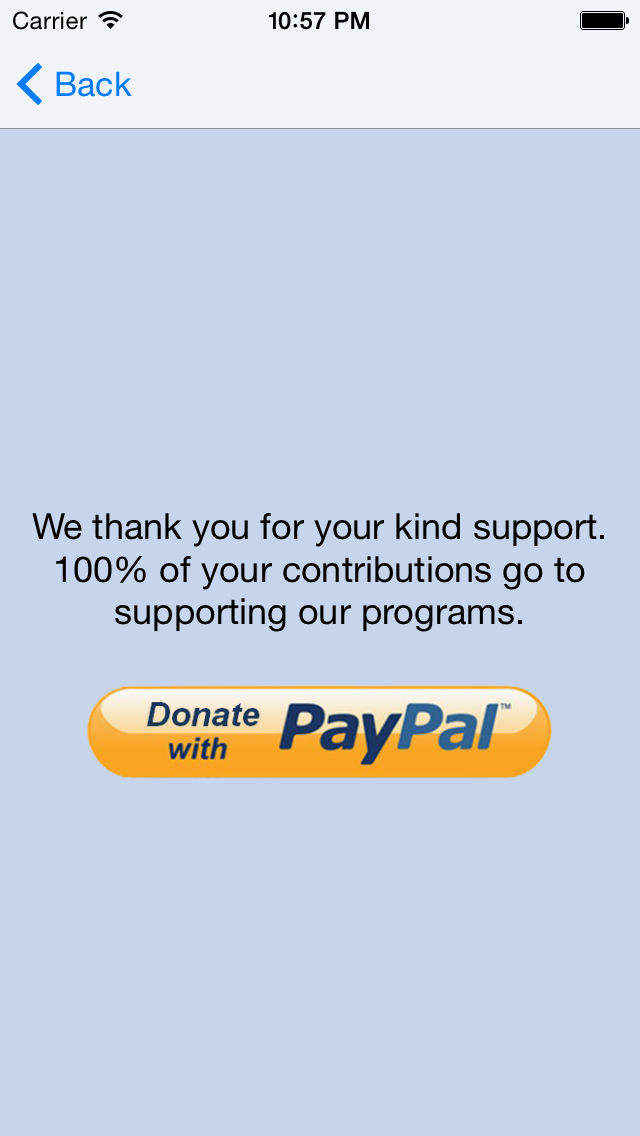 Carrier 10:57 PM
Back
We thank you for your kind support.
100% of your contributions go to
supporting our programs.
Donate with PayPal™